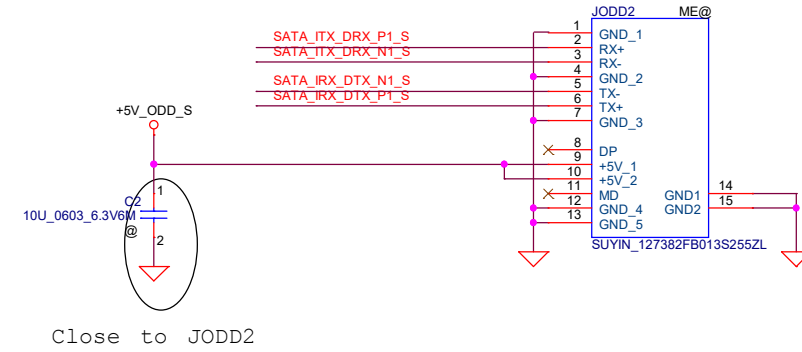 JODD2 ME@
SATA_ITX_DRX_P1_S
SATA_ITX_DRX_N1_S
SATA_IRX_DTX_N1_S
SATA_IRX_DTX_P1_S
+5V_ODD_S
1 GND_1
2 RX+
3 RX-
4 GND_2
5 TX-
6 TX+
7 GND_3
8 DP
9 +5V_1
10 +5V_2
11 MD
12 GND_4
13 GND_5
GND1 14
GND2 15
SUYIN_127382FB013S255ZL
1
C2
10U_0603_6.3V6M
@
2
Close to JODD2